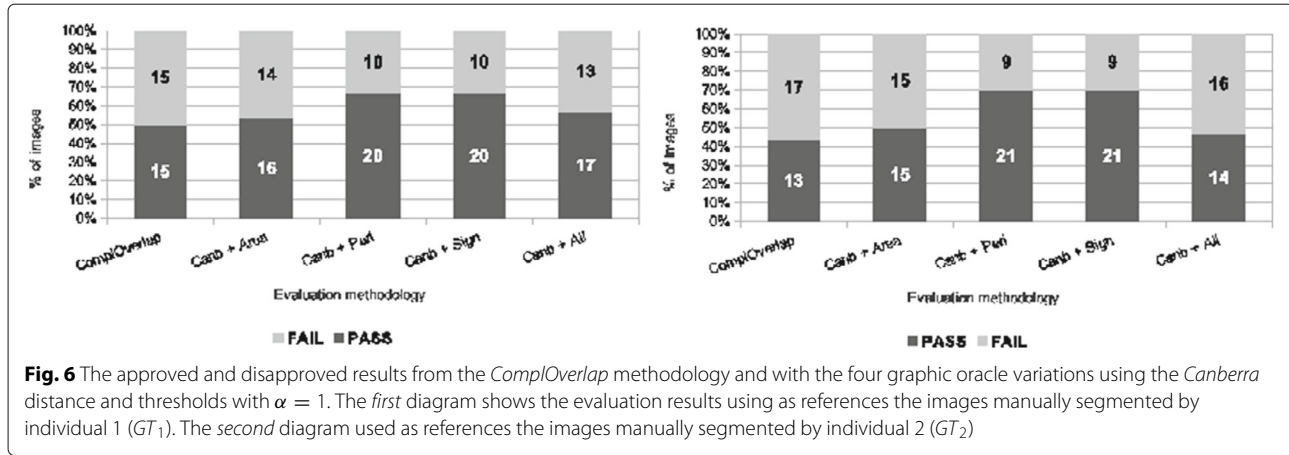 100%
90%
80%
70%
60%
50%
40%
30%
20%
10%
0%
% of images
15 14 10 10 13
15 16 20 20 17
ComplOverlap Canb + Area Canb + Peri Canb + Sign Canb + All
Evaluation methodology
FAIL PASS
100%
90%
80%
70%
60%
50%
40%
30%
20%
10%
0%
% of images
17 15 9 9 16
13 15 21 21 14
ComplOverlap Canb + Area Canb + Peri Canb + Sign Canb + All
Evaluation methodology
PASS FAIL
Fig. 6 The approved and disapproved results from the ComplOverlap methodology and with the four graphic oracle variations using the Canberra
distance and thresholds with α = 1. The first diagram shows the evaluation results using as references the images manually segmented by
individual 1 (GT1). The second diagram used as references the images manually segmented by individual 2 (GT2)